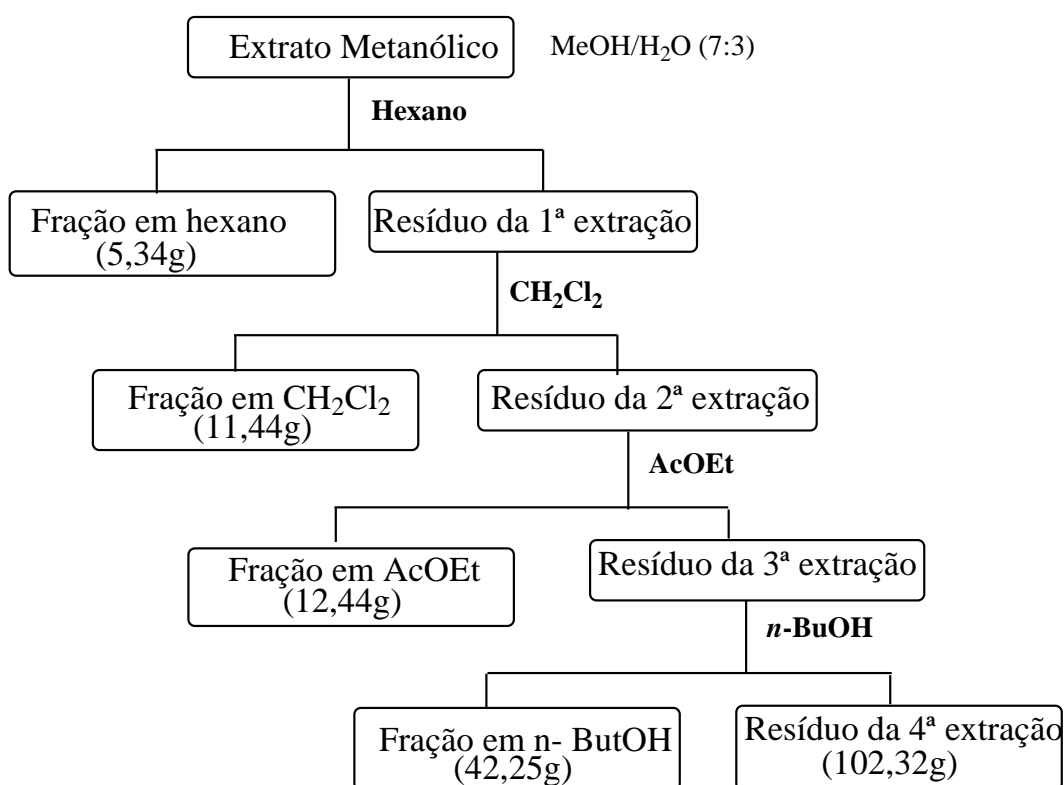 Extrato Metanólico
MeOH/H₂O (7:3)
Hexano
Fração em hexano
(5,34g)
Resíduo da 1ª extração
CH₂Cl₂
Fração em CH₂Cl₂
(11,44g)
Resíduo da 2ª extração
AcOEt
Fração em AcOEt
(12,44g)
Resíduo da 3ª extração
n-BuOH
Fração em n- ButOH
(42,25g)
Resíduo da 4ª extração
(102,32g)